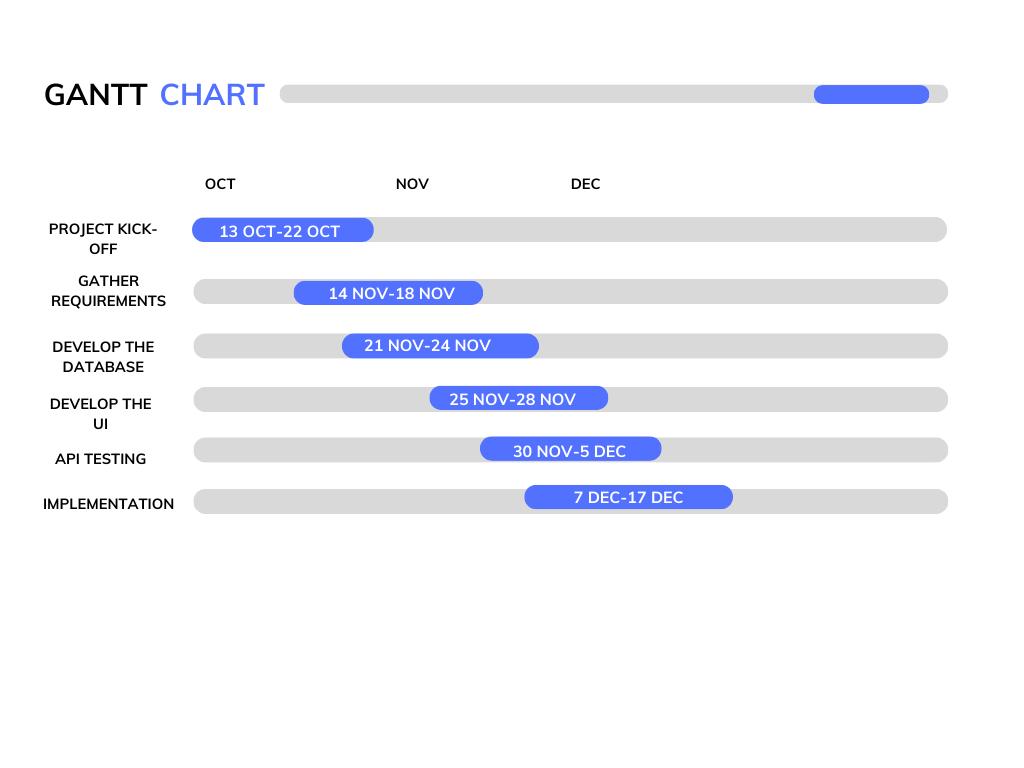 GANTT CHART
OCT NOV DEC
PROJECT KICK-
OFF
13 OCT-22 OCT
GATHER
REQUIREMENTS
14 NOV-18 NOV
DEVELOP THE
DATABASE
21 NOV-24 NOV
DEVELOP THE
UI
25 NOV-28 NOV
API TESTING
30 NOV-5 DEC
IMPLEMENTATION
7 DEC-17 DEC